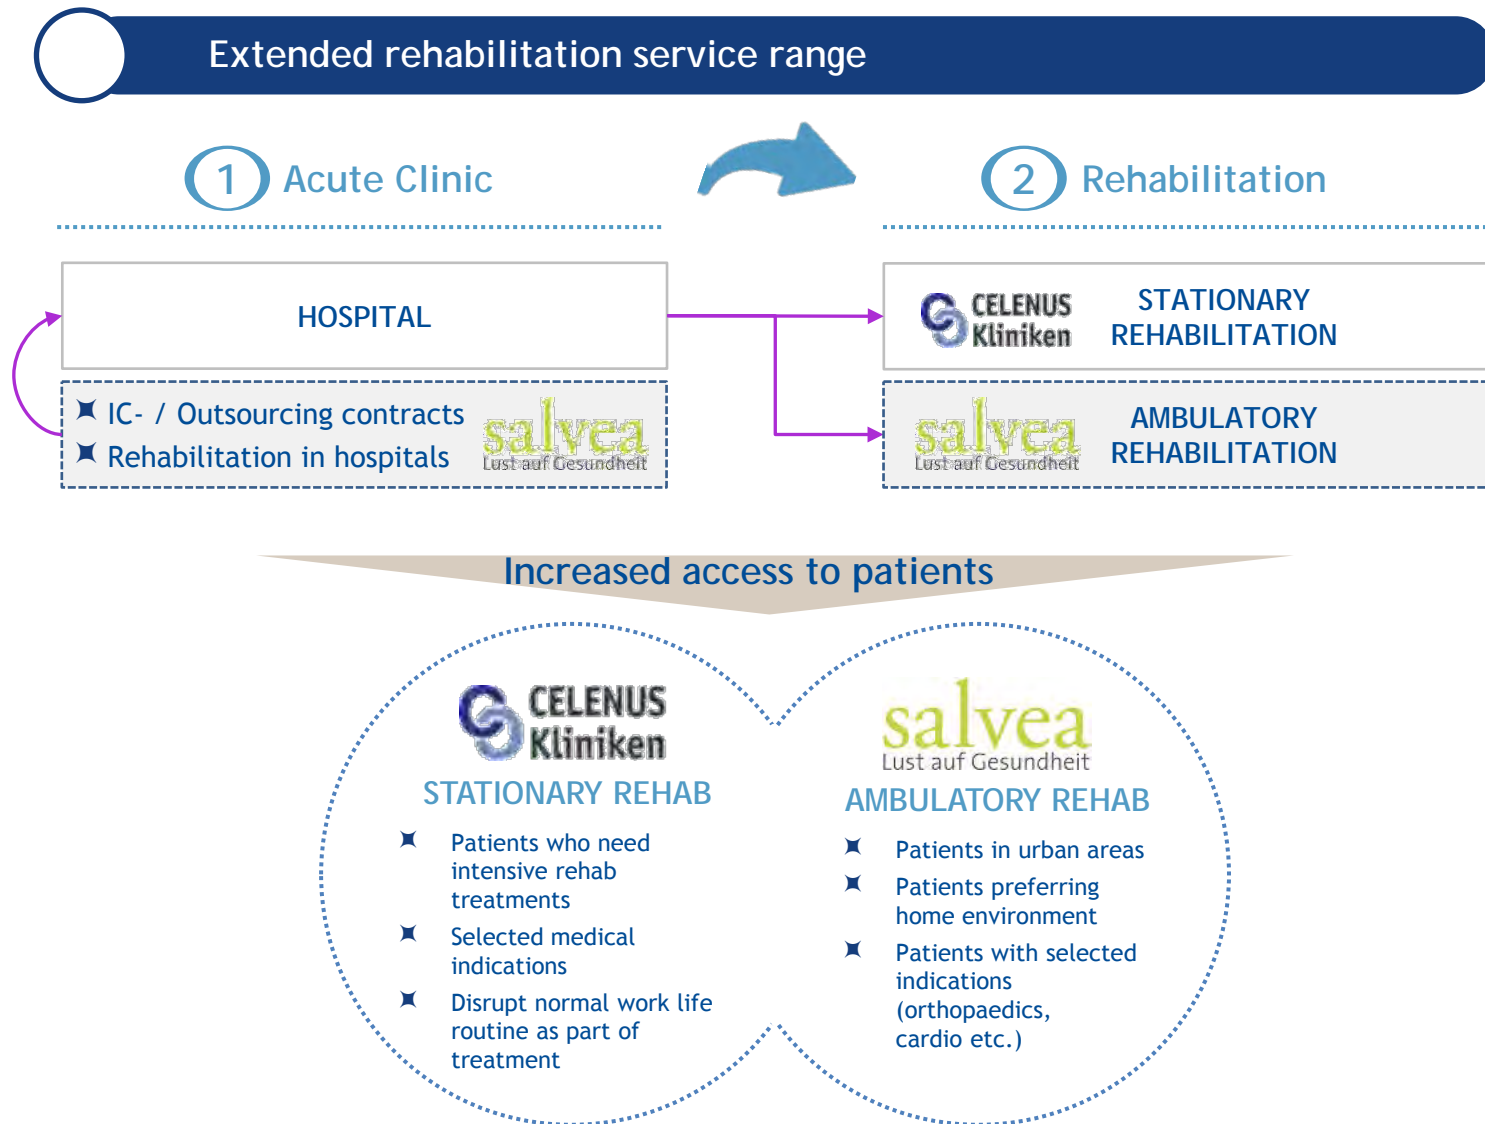 Extended rehabilitation service range
1 Acute Clinic
2 Rehabilitation
HOSPITAL
IC- / Outsourcing contracts
Rehabilitation in hospitals
salvea
Lust auf Gesundheit
CELENUS
Kliniken
STATIONARY
REHABILITATION
salvea
Lust auf Gesundheit
AMBULATORY
REHABILITATION
Increased access to patients
CELENUS
Kliniken
STATIONARY REHAB
Patients who need
intensive rehab
treatments
Selected medical
indications
Disrupt normal work life
routine as part of
treatment
salvea
Lust auf Gesundheit
AMBULATORY REHAB
Patients in urban areas
Patients preferring
home environment
Patients with selected
indications
(orthopaedics,
cardio etc.)